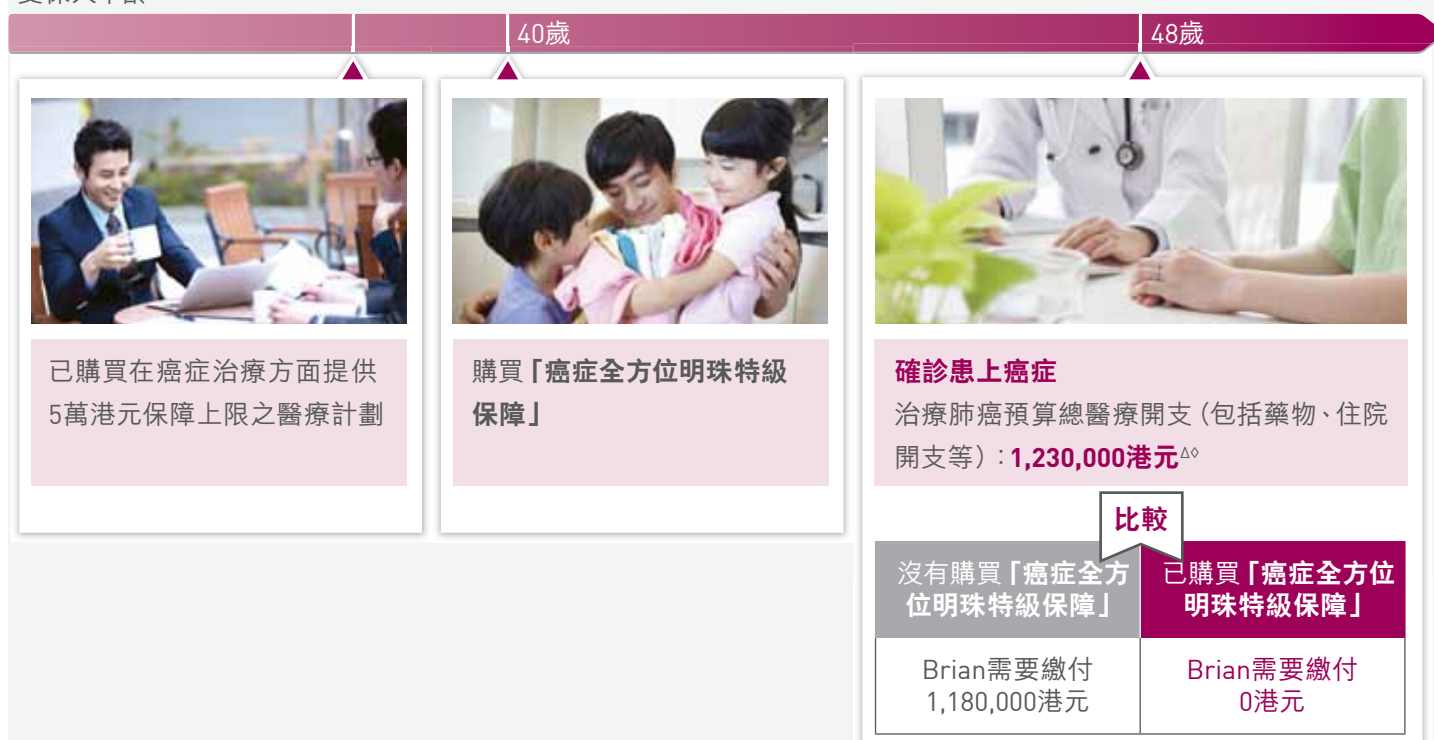 40歲
48歲
已購買在癌症治療方面提供
5萬港元保障上限之醫療計劃
購買「癌症全方位明珠特級
保障」
確診患上癌症
治療肺癌預算總醫療開支(包括藥物、住院
開支等):1,230,000港元Δ◊
比較
沒有購買「癌症全方
位明珠特級保障」
已購買「癌症全方位
明珠特級保障」
Brian需要繳付
1,180,000港元
Brian需要繳付
0港元